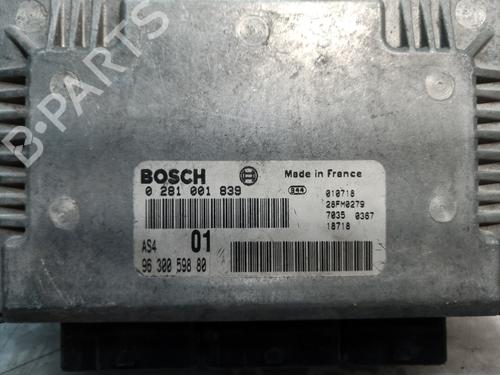 B-PARTS
BOSCH
Made in France
0 281 001 839
S44
010718
28FM0279
7035 0367
18718
AS4 01
96 300 598 80